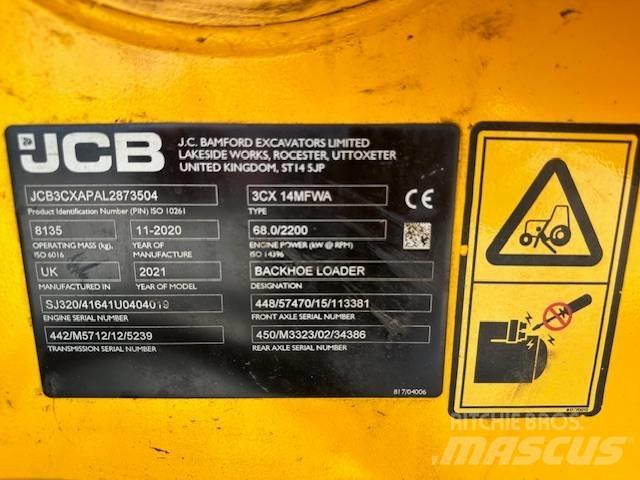 JCB
J.C. BAMFORD EXCAVATORS LIMITED
LAKESIDE WORKS, ROCESTER, UTTOXETER
UNITED KINGDOM, ST14 5JP
JCB3CXAPAL2873504
Product Identification Number (PIN) ISO 10261
3CX 14MFWA
TYPE
CE
8135
OPERATING MASS (kg),
ISO 6016
11-2020
YEAR OF
MANUFACTURE
68.0/2200
ENGINE POWER (kW @ RPM)
ISO 14396
UK
MANUFACTURED IN
2021
YEAR OF MODEL
BACKHOE LOADER
DESIGNATION
SJ320/41641U0404019
ENGINE SERIAL NUMBER
448/57470/15/113381
FRONT AXLE SERIAL NUMBER
442/M5712/12/5239
TRANSMISSION SERIAL NUMBER
450/M3323/02/34386
REAR AXLE SERIAL NUMBER
817/04006
RITCHIE BROS.
MASCUS